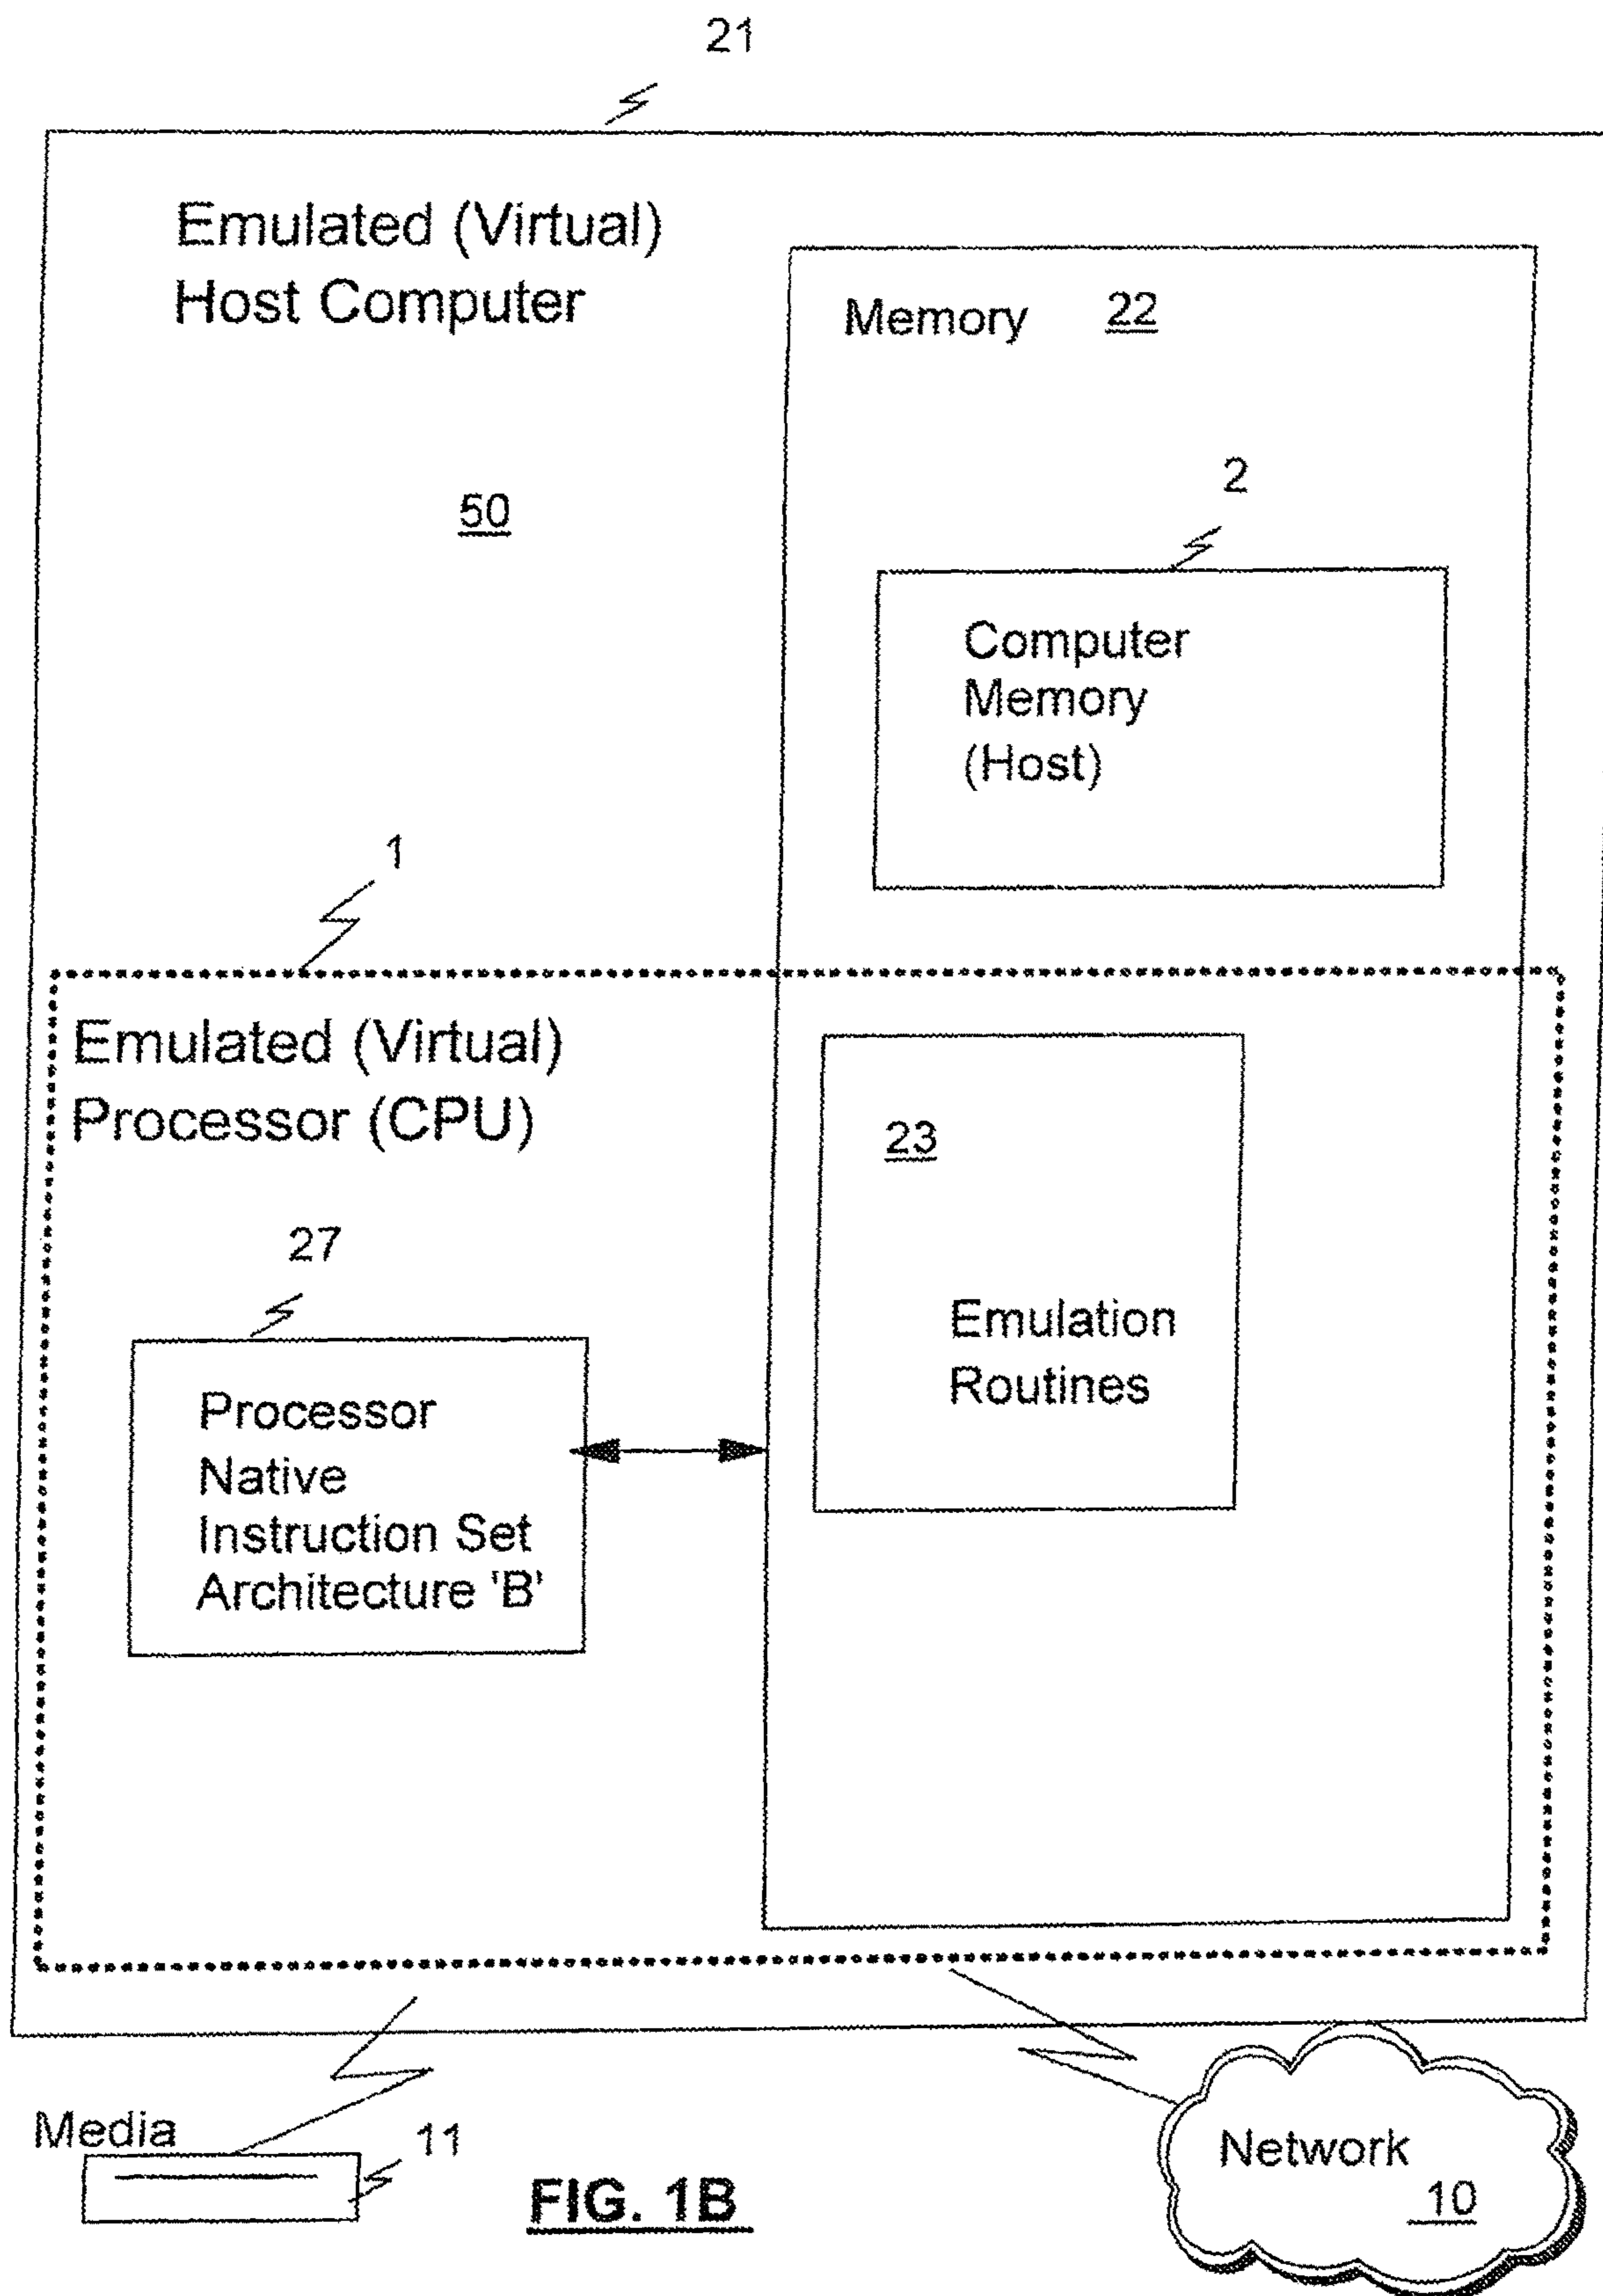 21
Emulated (Virtual)
Host Computer
Memory 22
50
2
Computer
Memory
(Host)
1
Emulated (Virtual)
Processor (CPU)
23
27
Emulation
Routines
Processor
Native
Instruction Set
Architecture 'B'
Media
11
Network
10
FIG. 1B